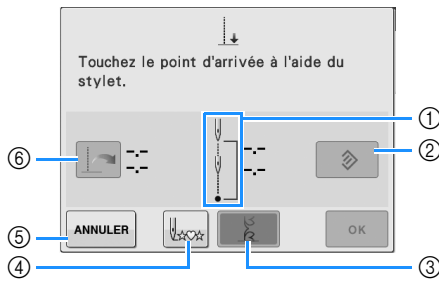 Touchez le point d'arrivée à l'aide du
stylet.
①
⑥ -.- -.- ②
-.- -.-
⑤ ANNULER OK
④ ③